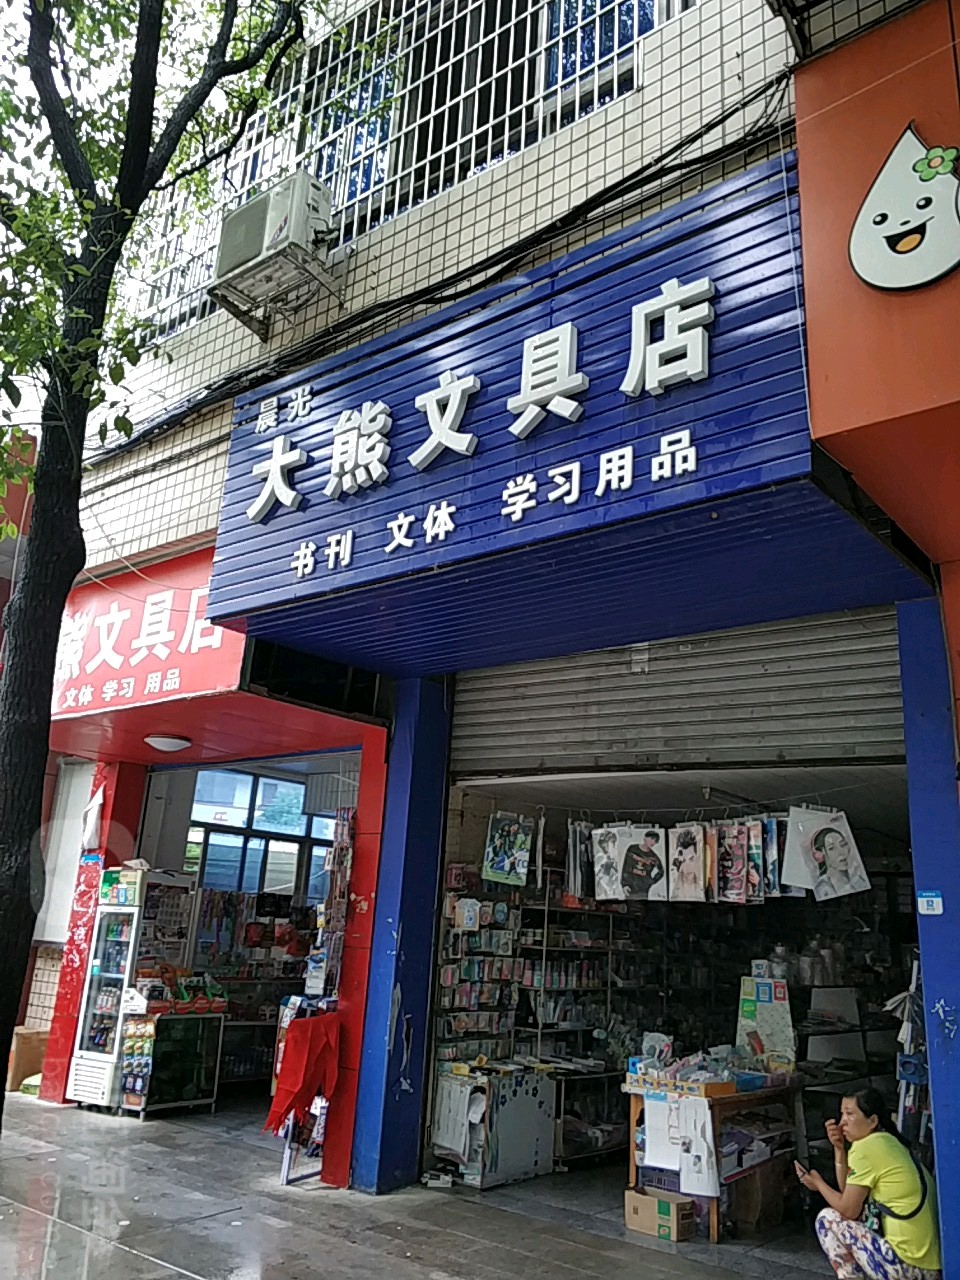 晨光
大熊文具店
书刊 文体 学习用品
熊文具店
文体 学习 用品